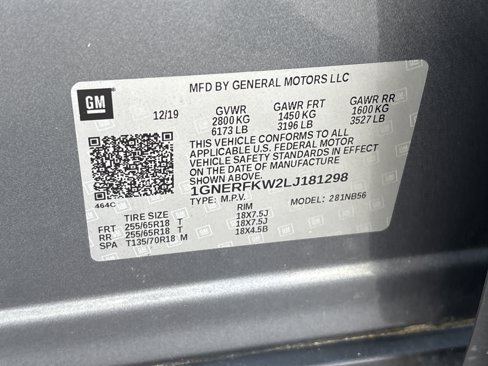 MFD BY GENERAL MOTORS LLC
GM
12/19 GVWR GAWR FRT GAWR RR
2800 KG 1450 KG 1600 KG
6173 LB 3196 LB 3527 LB
THIS VEHICLE CONFORMS TO ALL
APPLICABLE U.S. FEDERAL MOTOR
VEHICLE SAFETY STANDARDS IN EFFECT
ON THE DATE OF MANUFACTURE
SHOWN ABOVE.
1GNERFKW2LJ181298
464C TYPE: M.P.V. MODEL: 281NB56
TIRE SIZE RIM
FRT 255/65R18 T 18X7.5J
RR 255/65R18 T 18X7.5J
SPA T135/70R18 M 18X4.5B